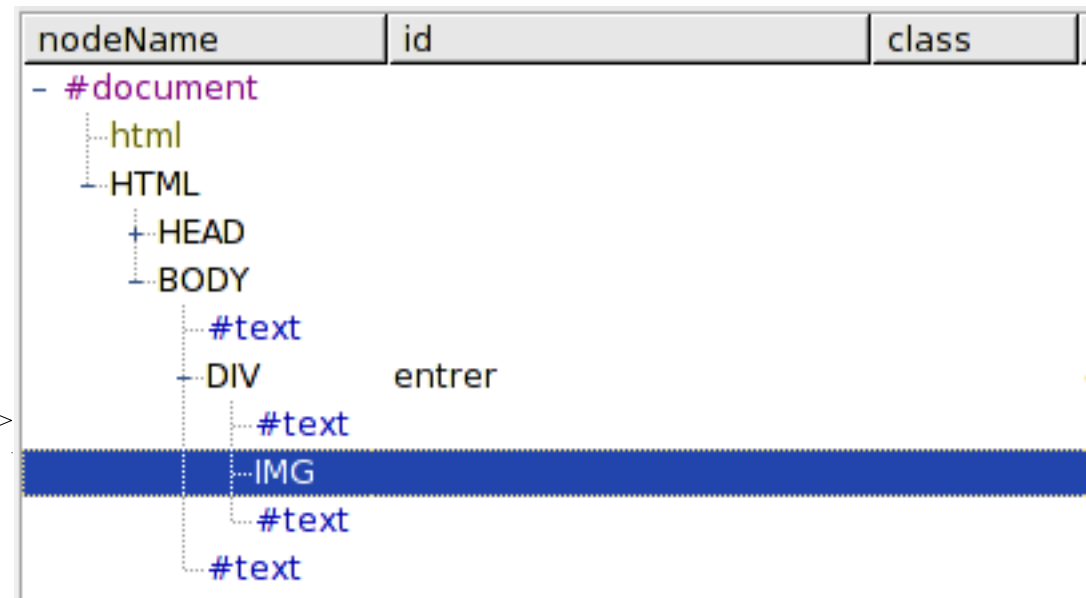 nodeName id class
- #document
html
HTML
+ HEAD
BODY
#text
DIV entrer
#text
>
IMG
#text
#text